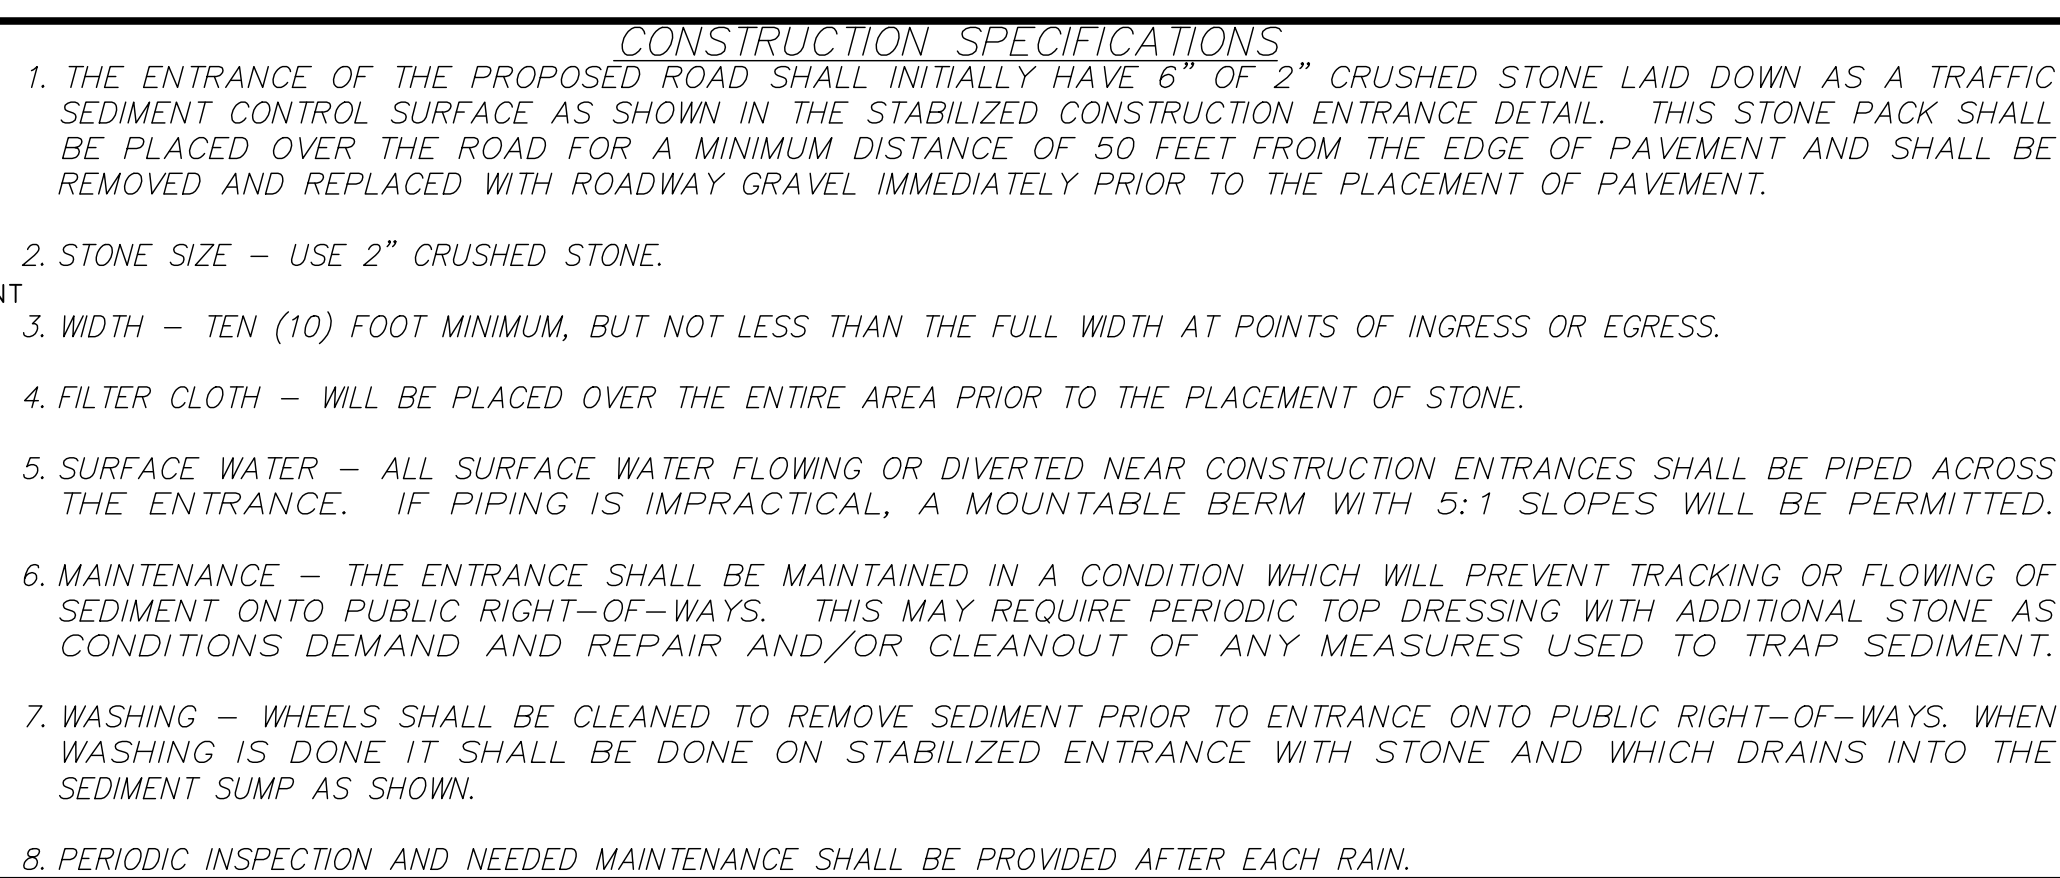 CONSTRUCTION SPECIFICATIONS
1. THE ENTRANCE OF THE PROPOSED ROAD SHALL INITIALLY HAVE 6" OF 2" CRUSHED STONE LAID DOWN AS A TRAFFIC
SEDIMENT CONTROL SURFACE AS SHOWN IN THE STABILIZED CONSTRUCTION ENTRANCE DETAIL. THIS STONE PACK SHALL
BE PLACED OVER THE ROAD FOR A MINIMUM DISTANCE OF 50 FEET FROM THE EDGE OF PAVEMENT AND SHALL BE
REMOVED AND REPLACED WITH ROADWAY GRAVEL IMMEDIATELY PRIOR TO THE PLACEMENT OF PAVEMENT.
2. STONE SIZE – USE 2" CRUSHED STONE.
3. WIDTH – TEN (10) FOOT MINIMUM, BUT NOT LESS THAN THE FULL WIDTH AT POINTS OF INGRESS OR EGRESS.
4. FILTER CLOTH – WILL BE PLACED OVER THE ENTIRE AREA PRIOR TO THE PLACEMENT OF STONE.
5. SURFACE WATER – ALL SURFACE WATER FLOWING OR DIVERTED NEAR CONSTRUCTION ENTRANCES SHALL BE PIPED ACROSS
THE ENTRANCE. IF PIPING IS IMPRACTICAL, A MOUNTABLE BERM WITH 5:1 SLOPES WILL BE PERMITTED.
6. MAINTENANCE – THE ENTRANCE SHALL BE MAINTAINED IN A CONDITION WHICH WILL PREVENT TRACKING OR FLOWING OF
SEDIMENT ONTO PUBLIC RIGHT–OF–WAYS. THIS MAY REQUIRE PERIODIC TOP DRESSING WITH ADDITIONAL STONE AS
CONDITIONS DEMAND AND REPAIR AND/OR CLEANOUT OF ANY MEASURES USED TO TRAP SEDIMENT.
7. WASHING – WHEELS SHALL BE CLEANED TO REMOVE SEDIMENT PRIOR TO ENTRANCE ONTO PUBLIC RIGHT–OF–WAYS. WHEN
WASHING IS DONE IT SHALL BE DONE ON STABILIZED ENTRANCE WITH STONE AND WHICH DRAINS INTO THE
SEDIMENT SUMP AS SHOWN.
8. PERIODIC INSPECTION AND NEEDED MAINTENANCE SHALL BE PROVIDED AFTER EACH RAIN.